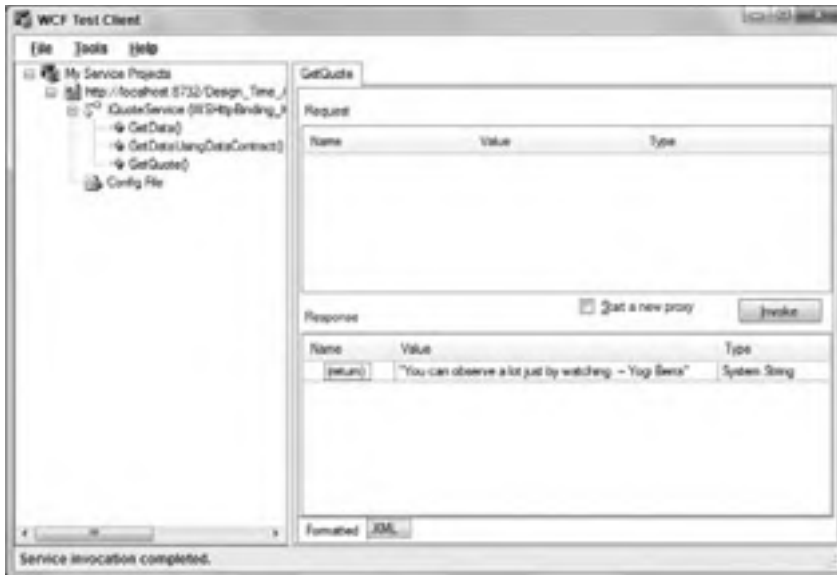 WCF Test Client
File Tools Help
My Service Projects
http://localhost:8732/Design_Time_
IQuoteService (WSHttpBinding_
GetData()
GetDataUsingDataContract()
GetQuote()
Config File
GetQuote
Request
Name Value Type
Start a new proxy
Invoke
Response
Name Value Type
(return) "You can observe a lot just by watching. -- Yogi Berra" System.String
Formatted XML
Service invocation completed.